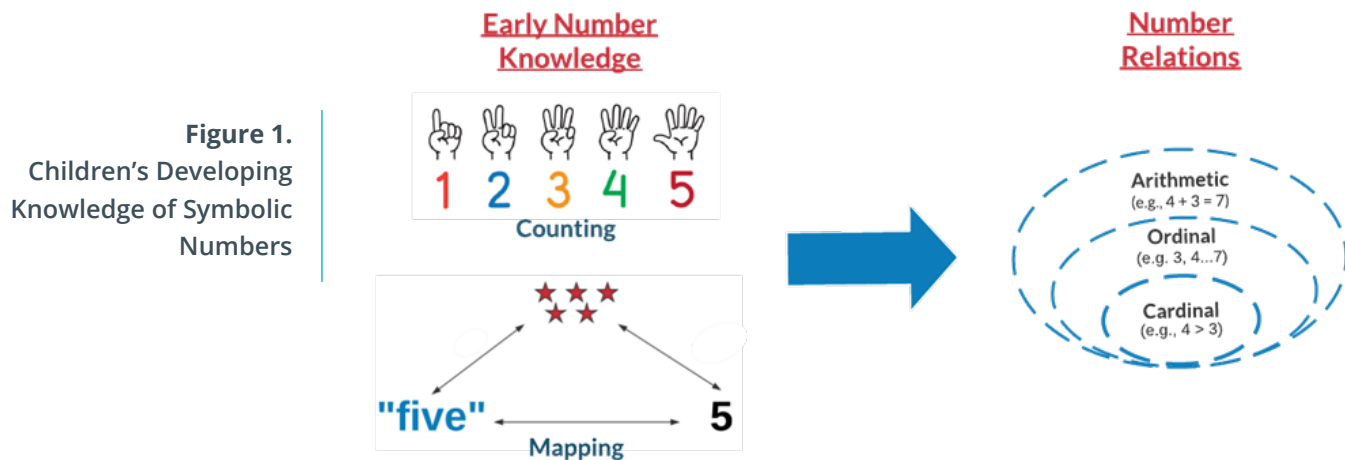 Figure 1.
Children's Developing
Knowledge of Symbolic
Numbers
Early Number
Knowledge
1 2 3 4 5
Counting
"five"
5
Mapping
Number
Relations
Arithmetic
(e.g., 4 + 3 = 7)
Ordinal
(e.g. 3, 4...7)
Cardinal
(e.g., 4 > 3)